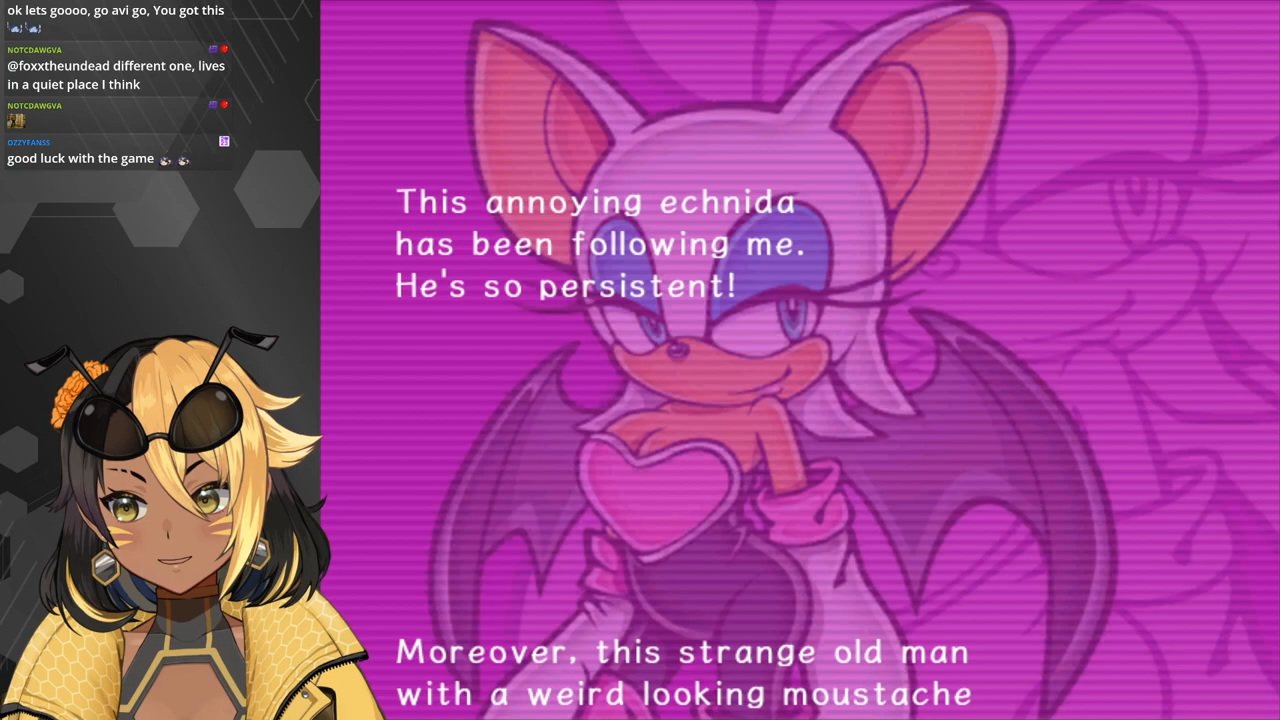 ok lets goooo, go avi go, You got this
NOTCDAWGVA
@foxxtheundead different one, lives
in a quiet place I think
NOTCDAWGVA
OZZYFANSS
good luck with the game
This annoying echnida
has been following me.
He's so persistent!
Moreover, this strange old man
with a weird looking moustache